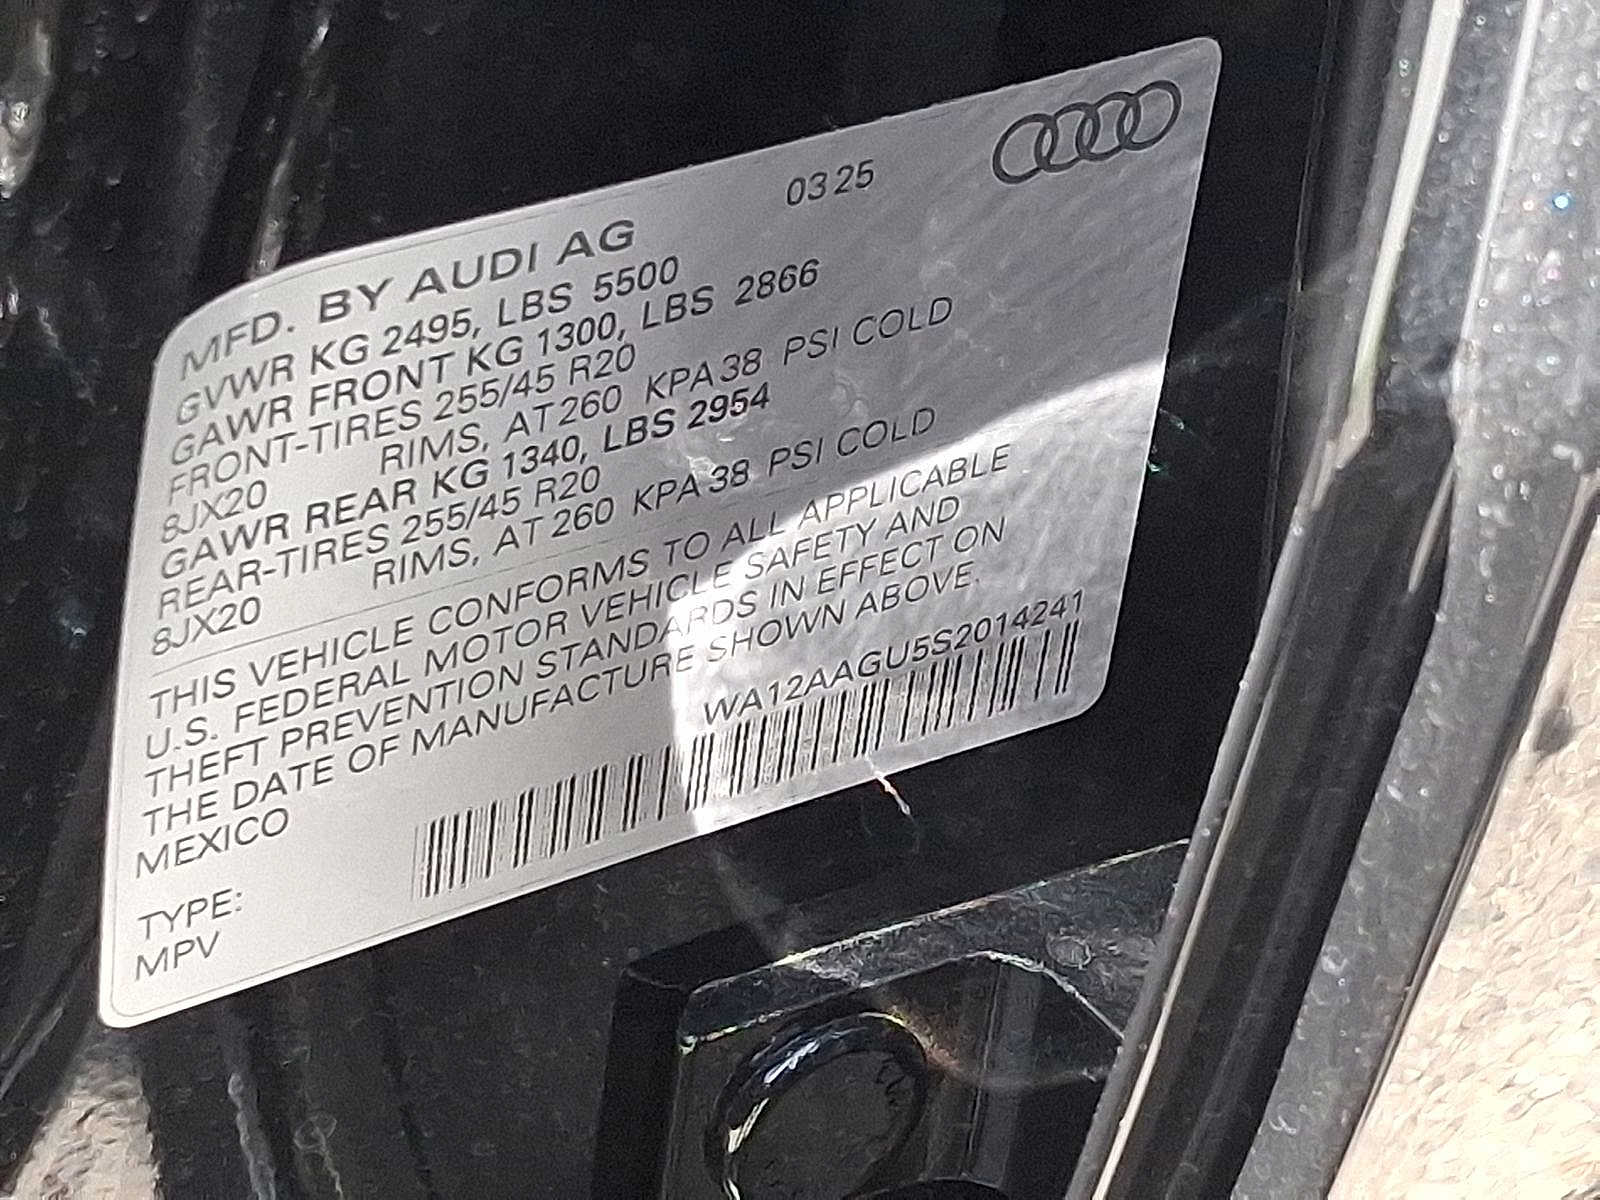 03 25
MFD. BY AUDI AG
GVWR KG 2495, LBS 5500
GAWR FRONT KG 1300, LBS 2866
FRONT-TIRES 255/45 R20
8JX20 RIMS, AT 260 KPA 38 PSI COLD
GAWR REAR KG 1340, LBS 2954
REAR-TIRES 255/45 R20
8JX20 RIMS, AT 260 KPA 38 PSI COLD
THIS VEHICLE CONFORMS TO ALL APPLICABLE
U.S. FEDERAL MOTOR VEHICLE SAFETY AND
THEFT PREVENTION STANDARDS IN EFFECT ON
THE DATE OF MANUFACTURE SHOWN ABOVE.
MEXICO
WA12AAGU5S2014241
TYPE:
MPV